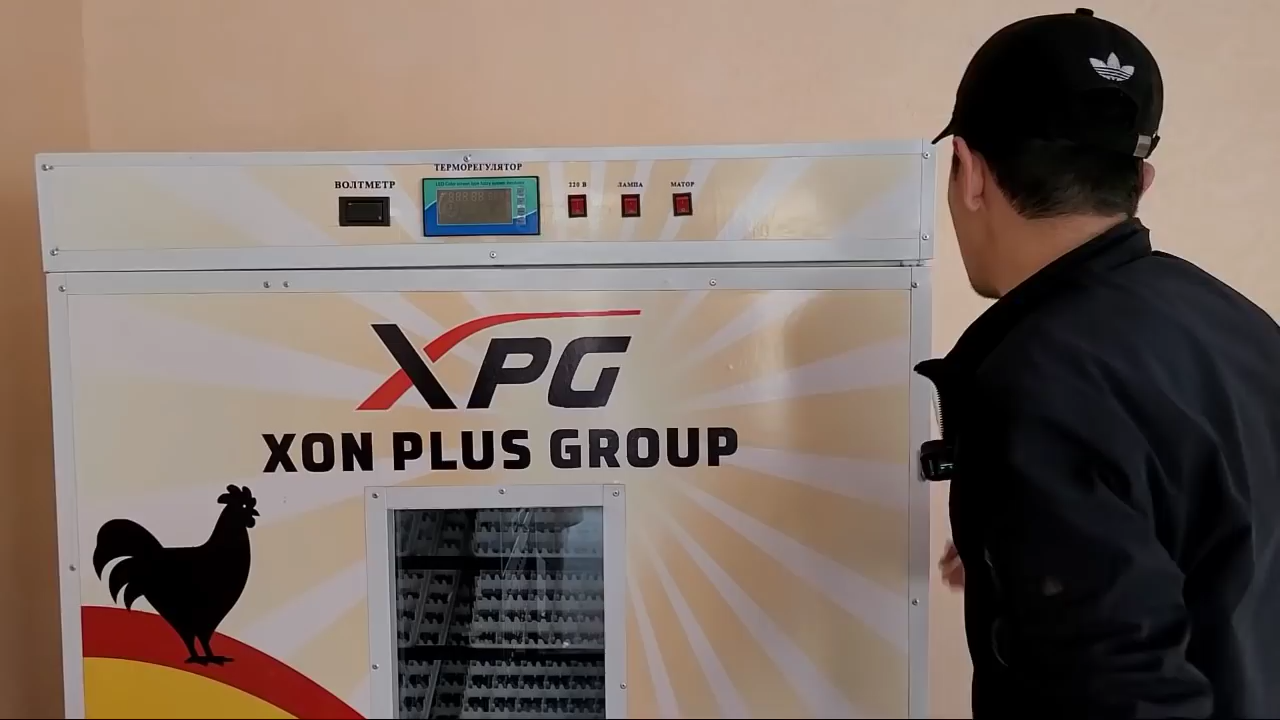 ТЕРМОРЕГУЛЯТОР
ВОЛТМЕТР
220 В
ЛАМПА
МАТОР
XPG
XON PLUS GROUP